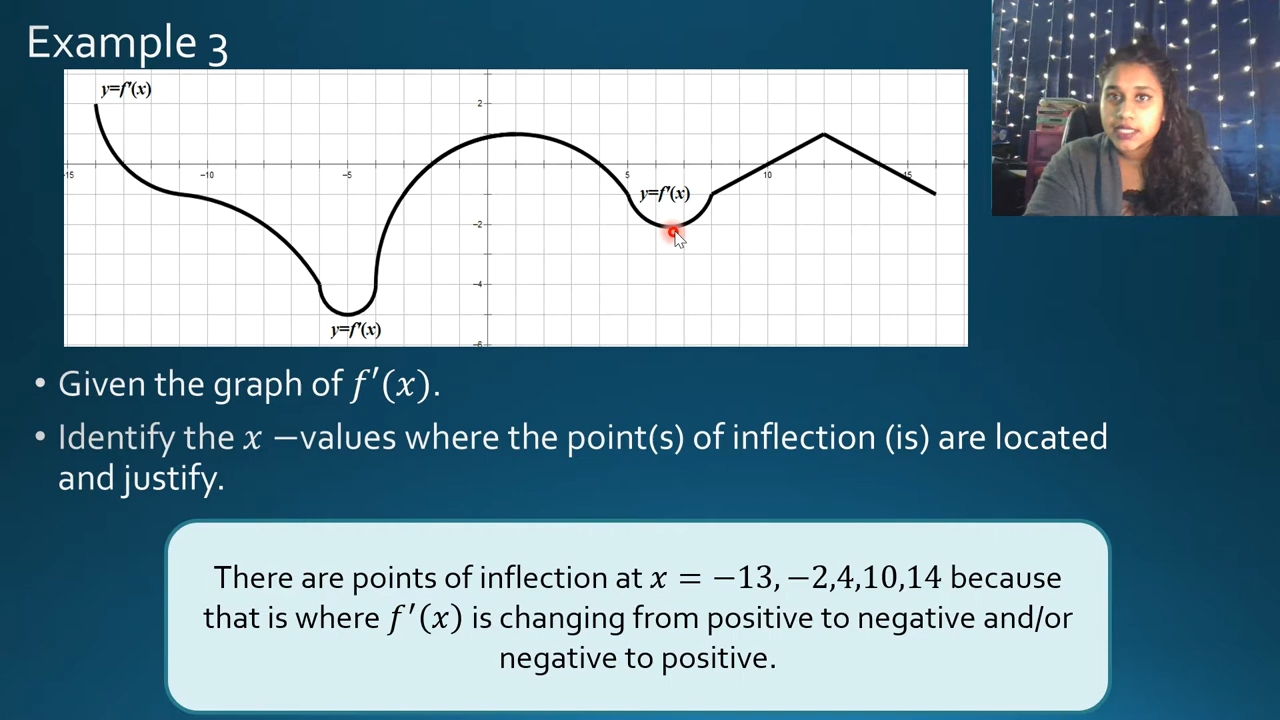 Example 3
y=f'(x)
2
-15
-10
-5
5
10
15
y=f'(x)
-2
-4
y=f'(x)
-6
• Given the graph of f′(x).
• Identify the x −values where the point(s) of inflection (is) are located
and justify.
There are points of inflection at x = −13, −2,4,10,14 because
that is where f′(x) is changing from positive to negative and/or
negative to positive.